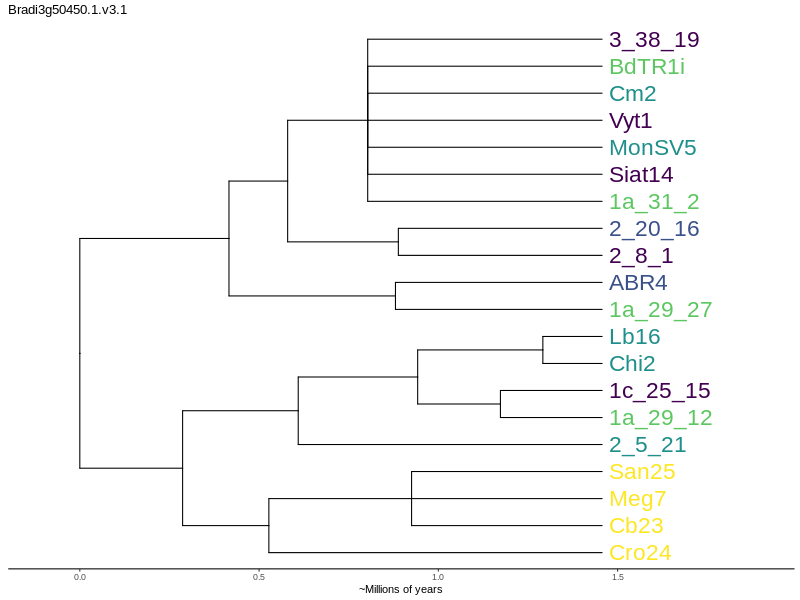 Bradi3g50450.1.v3.1
3_38_19
BdTR1i
Cm2
Vyt1
MonSV5
Siat14
1a_31_2
2_20_16
2_8_1
ABR4
1a_29_27
Lb16
Chi2
1c_25_15
1a_29_12
2_5_21
San25
Meg7
Cb23
Cro24
0.0 0.5 1.0 1.5
~Millions of years